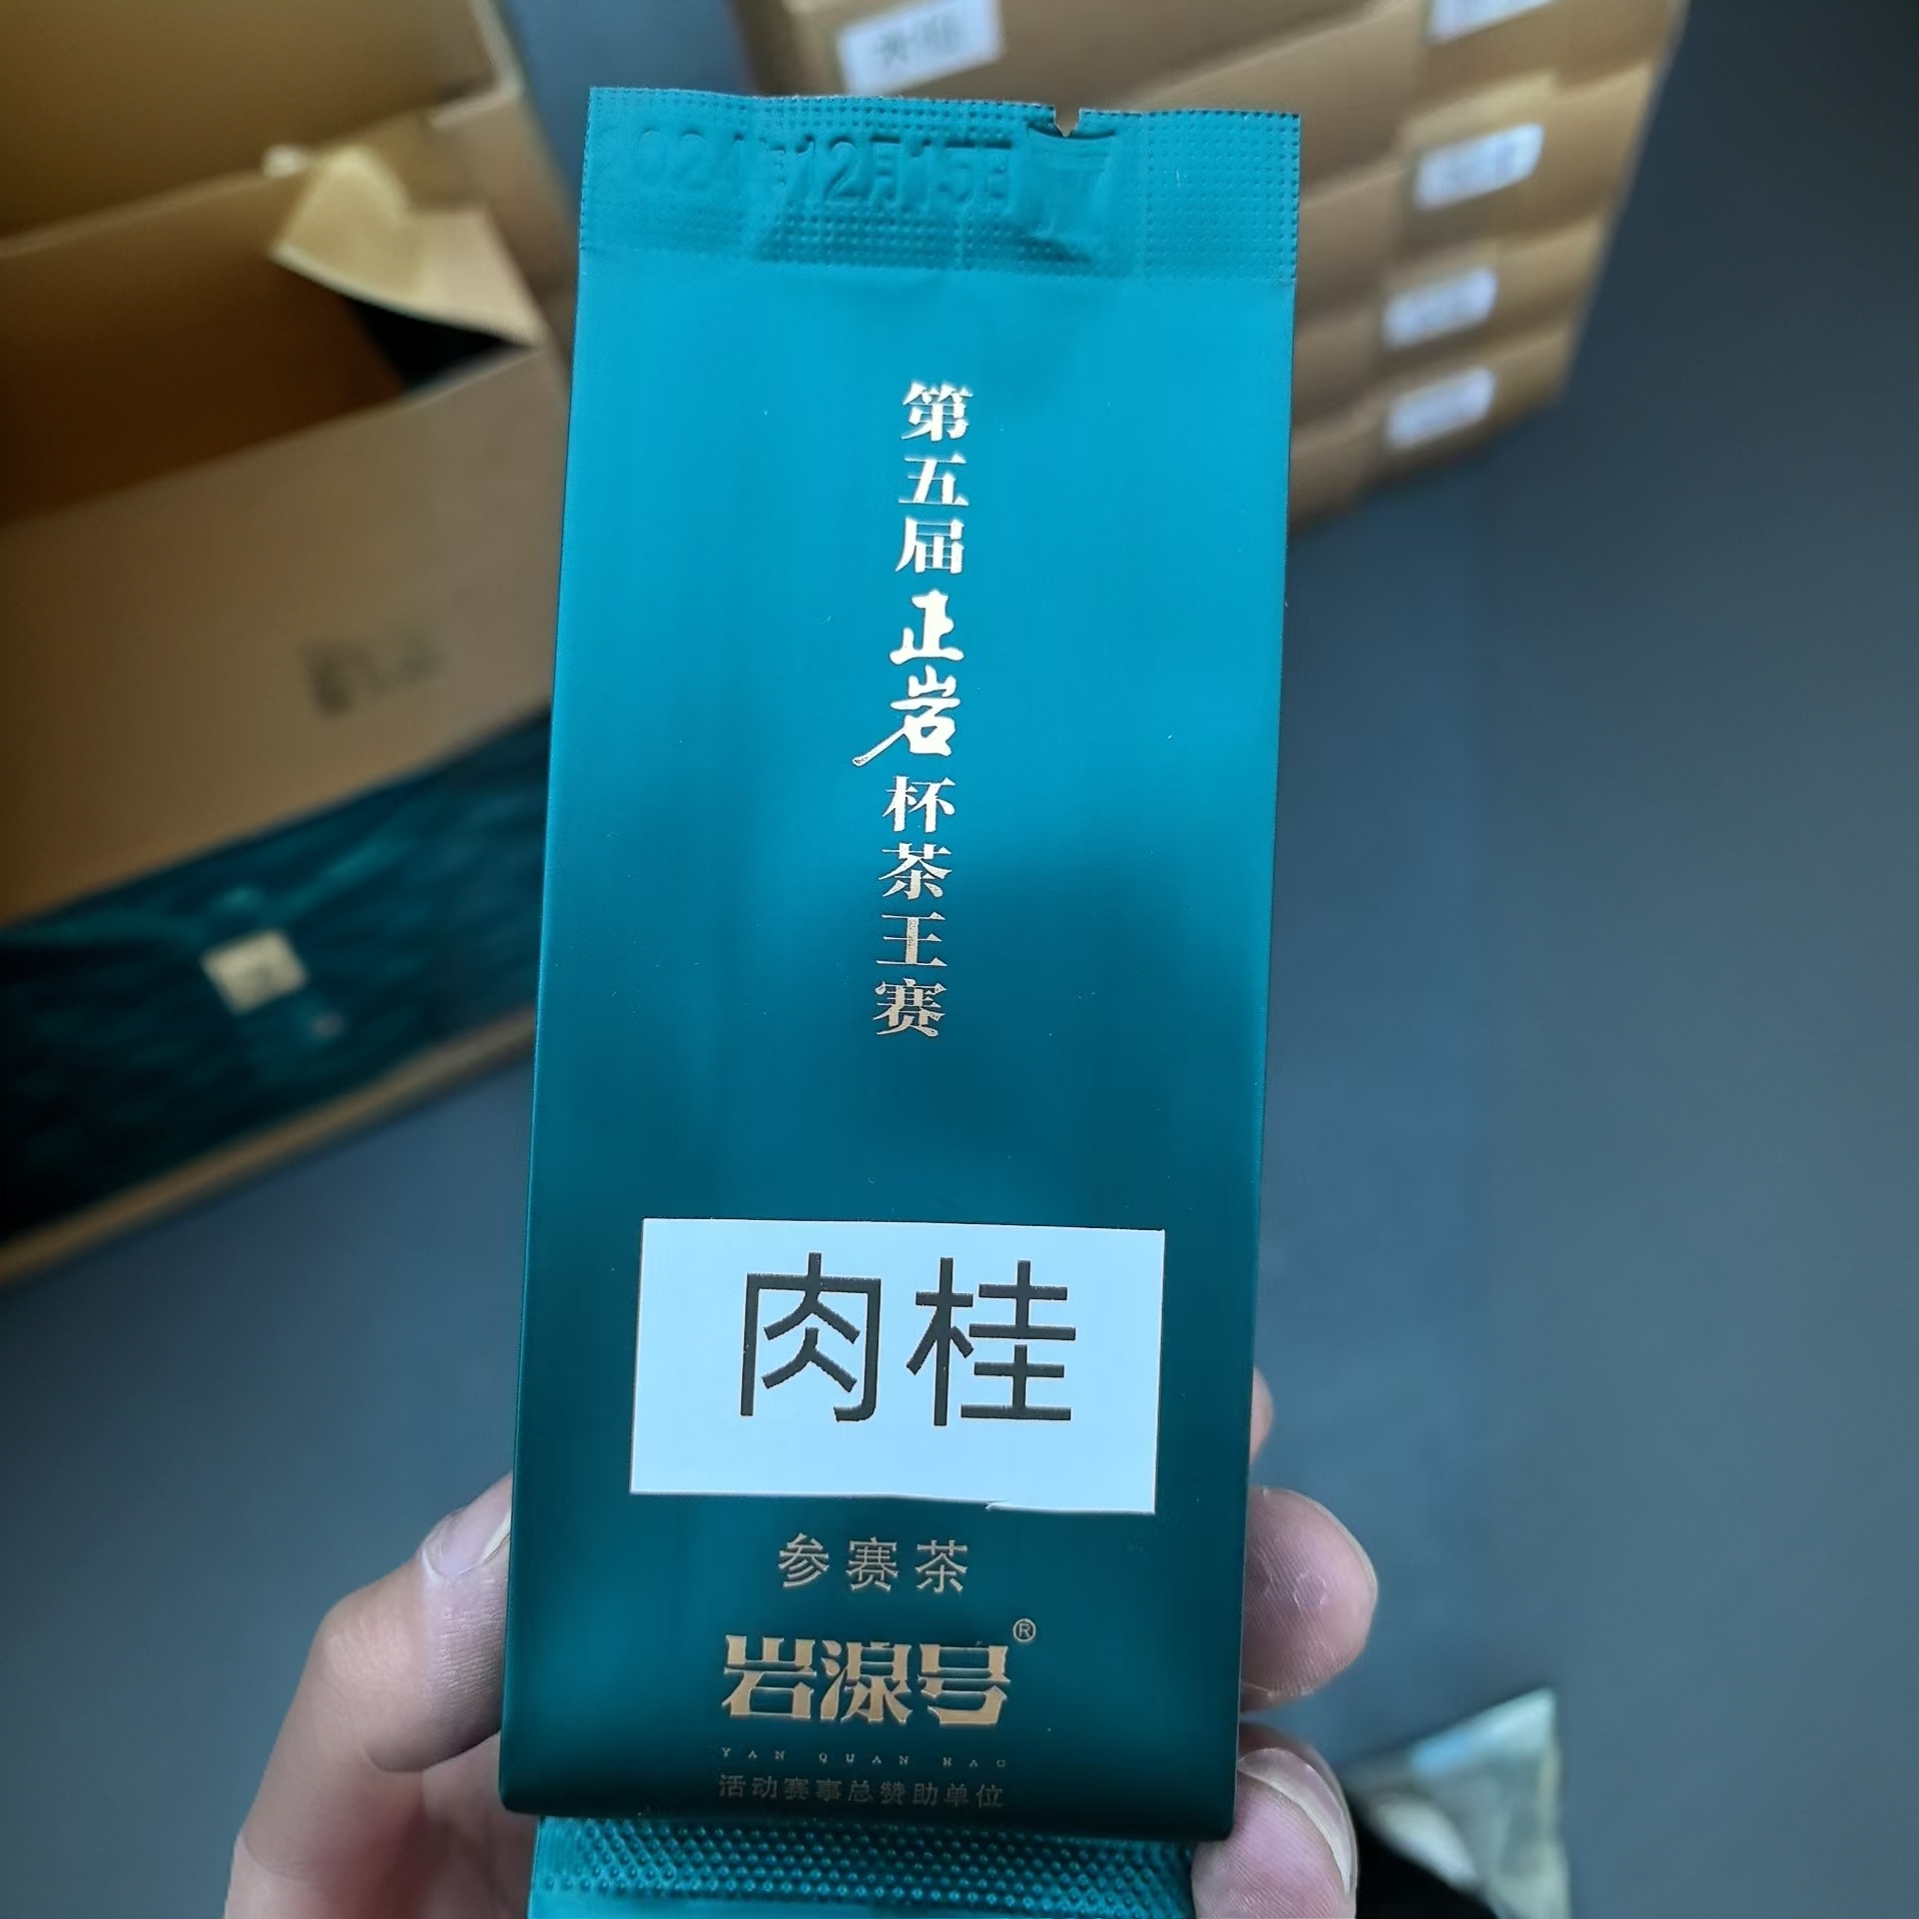 2024年12月15日
第五届正岩杯茶王赛
肉桂
参赛茶
岩湶号®
YAN QUAN HAO
活动赛事总赞助单位